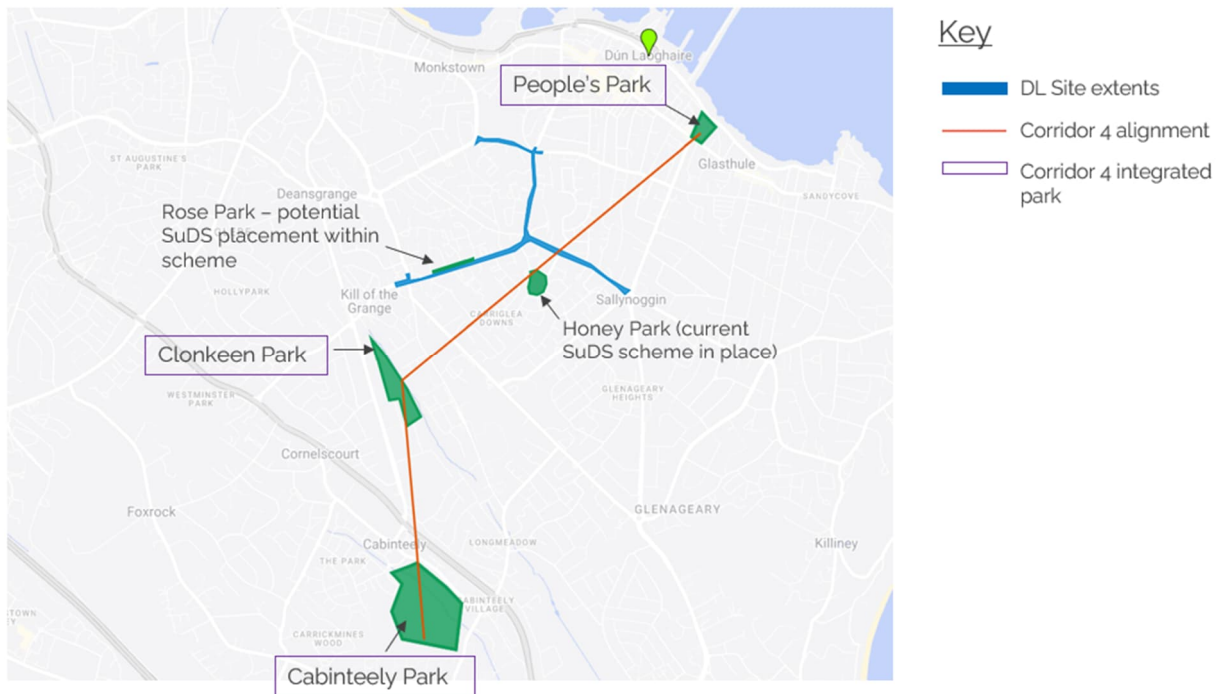 Key
DL Site extents
Corridor 4 alignment
Corridor 4 integrated
park
Dún Laoghaire
Monkstown
People's Park
ST AUGUSTINE'S
PARK
Glasthule
Deansgrange
SANDYCOVE
Rose Park – potential
SuDS placement within
scheme
HOLLYPARK
Kill of the
Grange
Sallynoggin
DOWNS
Honey Park (current
SuDS scheme in place)
Clonkeen Park
WESTMINSTER
PARK
GLENAGEARY
HEIGHTS
Cornelscourt
Foxrock
GLENAGEARY
Cabinteely
LONGMEADOW
Killiney
THE PARK
ABINTEELY
VILLAGE
TOWN
CARRICKMINES
WOOD
Cabinteely Park